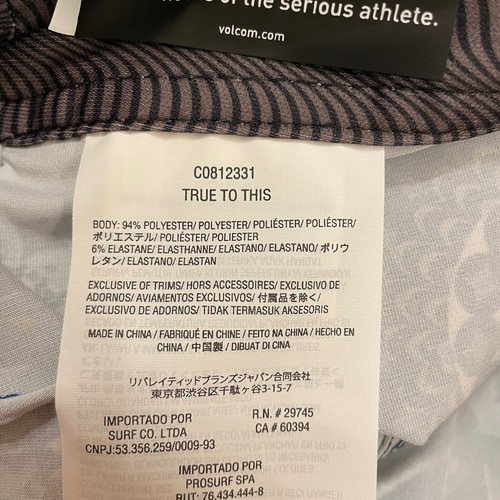 of the serious athlete.
volcom.com
C0812331
TRUE TO THIS
BODY: 94% POLYESTER/ POLYESTER/ POLIÉSTER/ POLIÉSTER/
ポリエステル/ POLIÉSTER/ POLIESTER
6% ELASTANE/ ELASTHANNE/ ELASTANO/ ELASTANO/ ポリウ
レタン/ ELASTANO/ ELASTAN
EXCLUSIVE OF TRIMS/ HORS ACCESSOIRES/ EXCLUSIVO DE
ADORNOS/ AVIAMENTOS EXCLUSIVOS/ 付属品を除く/
EXCLUSIVO DE ADORNOS/ TIDAK TERMASUK AKSESORIS
MADE IN CHINA / FABRIQUÉ EN CHINE / FEITO NA CHINA / HECHO EN
CHINA / 中国製 / DIBUAT DI CINA
リバレイティッドブランズジャパン合同会社
東京都渋谷区千駄ヶ谷3-15-7
IMPORTADO POR
SURF CO. LTDA
CNPJ:53.356.259/0009-93
R.N. # 29745
CA # 60394
IMPORTADO POR
PROSURF SPA
RUT: 76.434.444-8